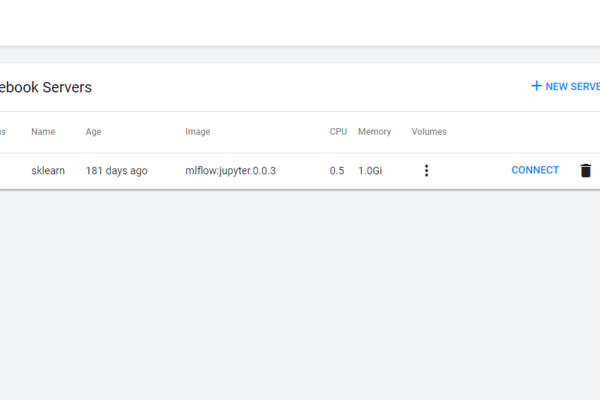 ebook Servers
NEW SERVE
us Name Age Image CPU Memory Volumes
sklearn 181 days ago mlflow:jupyter.0.0.3 0.5 1.0Gi CONNECT